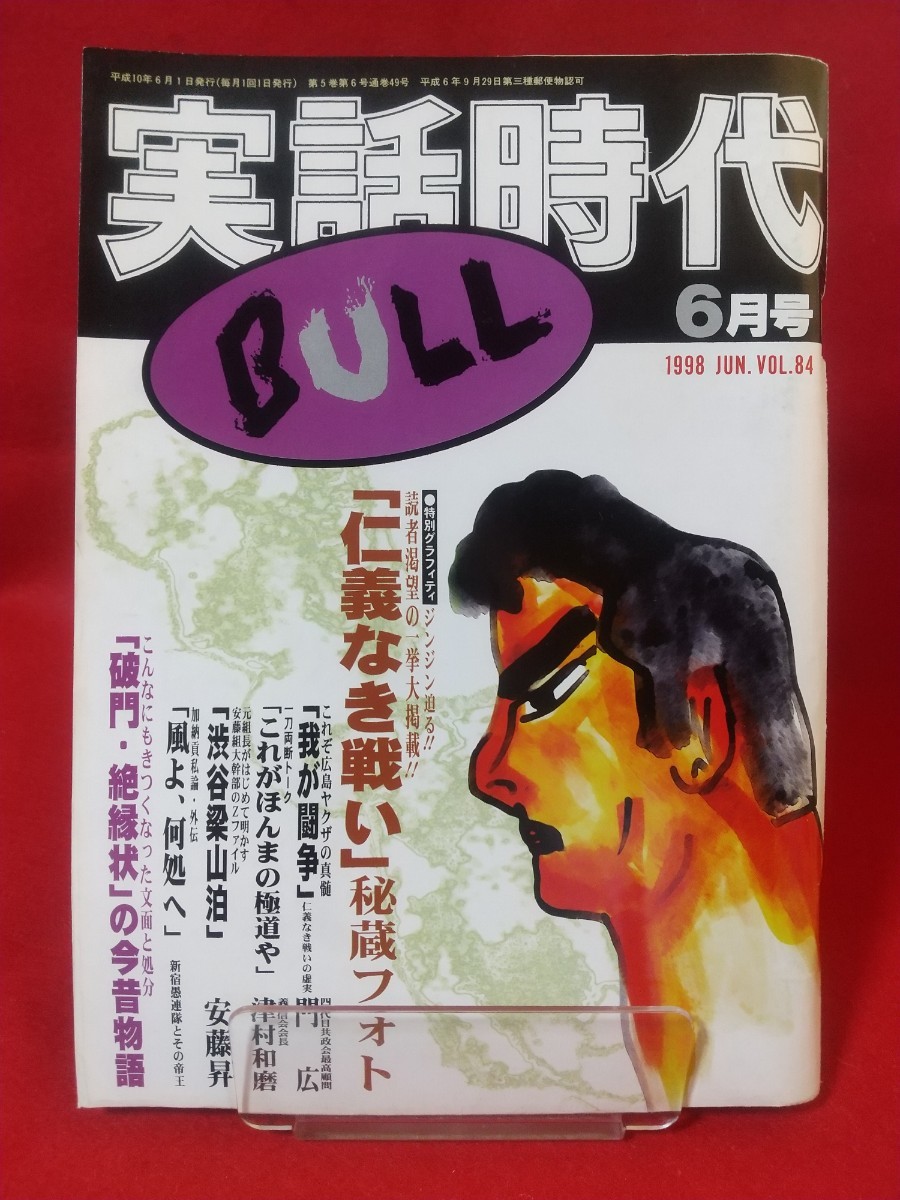 平成10年6月1日発行(毎月1回1日発行) 第5巻第6号通巻49号 平成6年9月29日第三種郵便物認可
実話時代
BULL
6月号
1998 JUN. VOL.84
●特別グラフィティ
ジンジン迫る!!
読者渇望の一挙大掲載!!
「仁義なき戦い」秘蔵フォト
これぞ広島ヤクザの真髄
「我が闘争」
仁義なき戦いの虚実
四代目共政会最高顧問
門 広
一刀両断トーク
「これがほんまの極道や」
義信会会長
津村和磨
元組長がはじめて明かす
安藤組大幹部のZファイル
「渋谷梁山泊」
安藤昇
加納貢私論・外伝
「風よ、何処へ」
新宿愚連隊とその帝王
こんなにもきつくなった文面と処分
「破門・絶縁状」の今昔物語